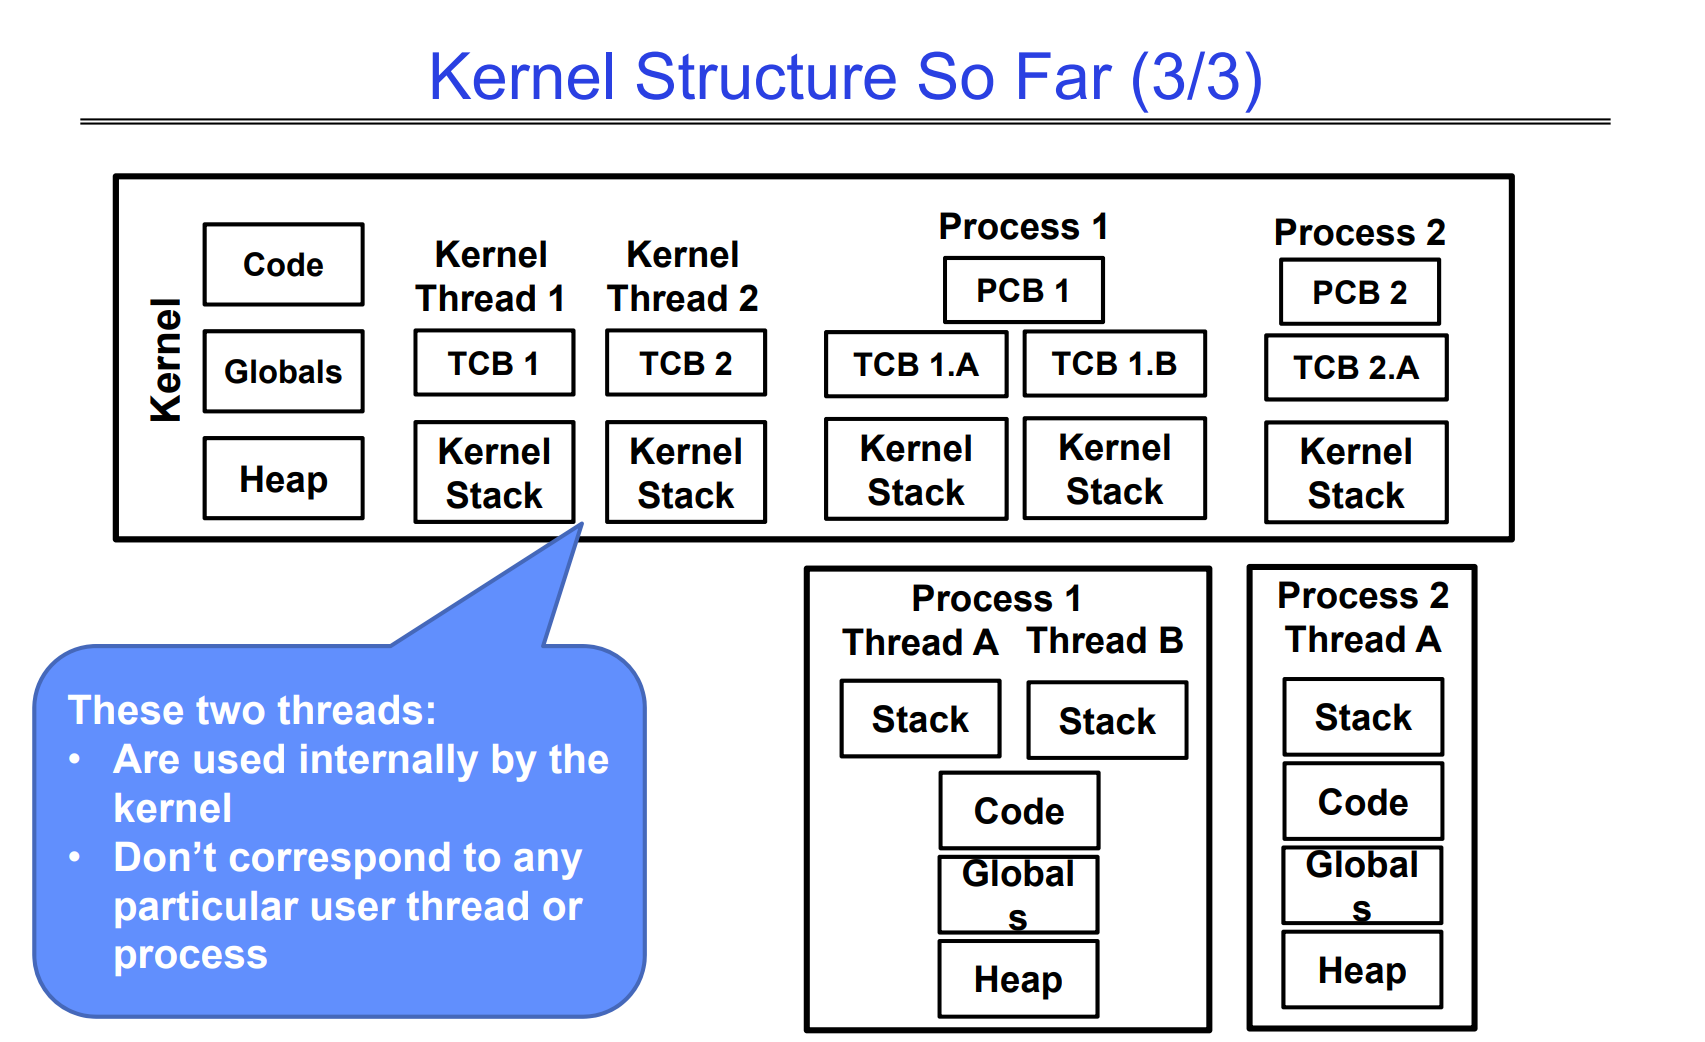 Kernel Structure So Far (3/3)
Kernel
Code
Globals
Heap
Kernel
Thread 1
TCB 1
Kernel
Stack
Kernel
Thread 2
TCB 2
Kernel
Stack
Process 1
PCB 1
TCB 1.A
TCB 1.B
Kernel
Stack
Kernel
Stack
Process 2
PCB 2
TCB 2.A
Kernel
Stack
These two threads:
• Are used internally by the
kernel
• Don’t correspond to any
particular user thread or
process
Process 1
Thread A
Thread B
Stack
Stack
Code
Global
s
Heap
Process 2
Thread A
Stack
Code
Global
s
Heap